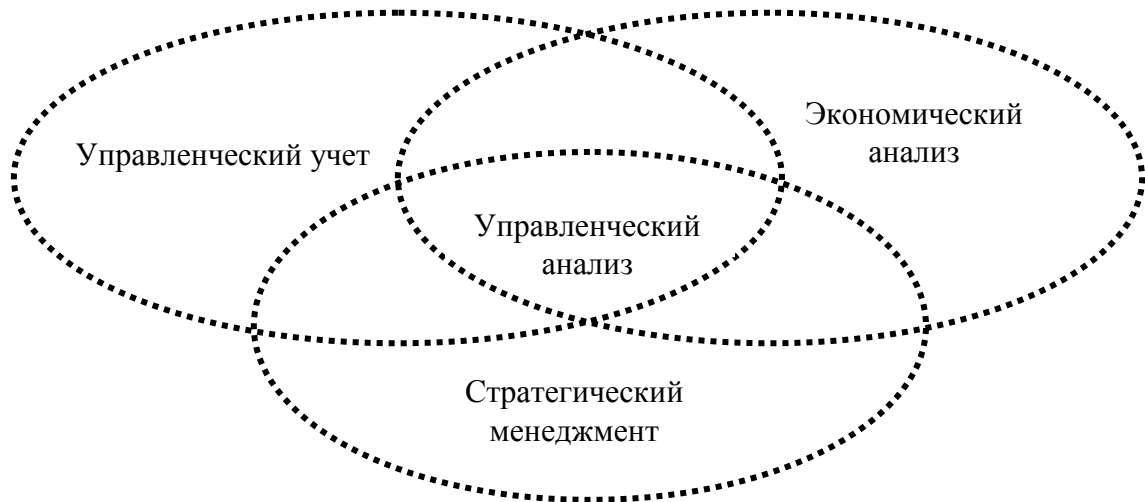 Управленческий учет
Экономический
анализ
Управленческий
анализ
Стратегический
менеджмент